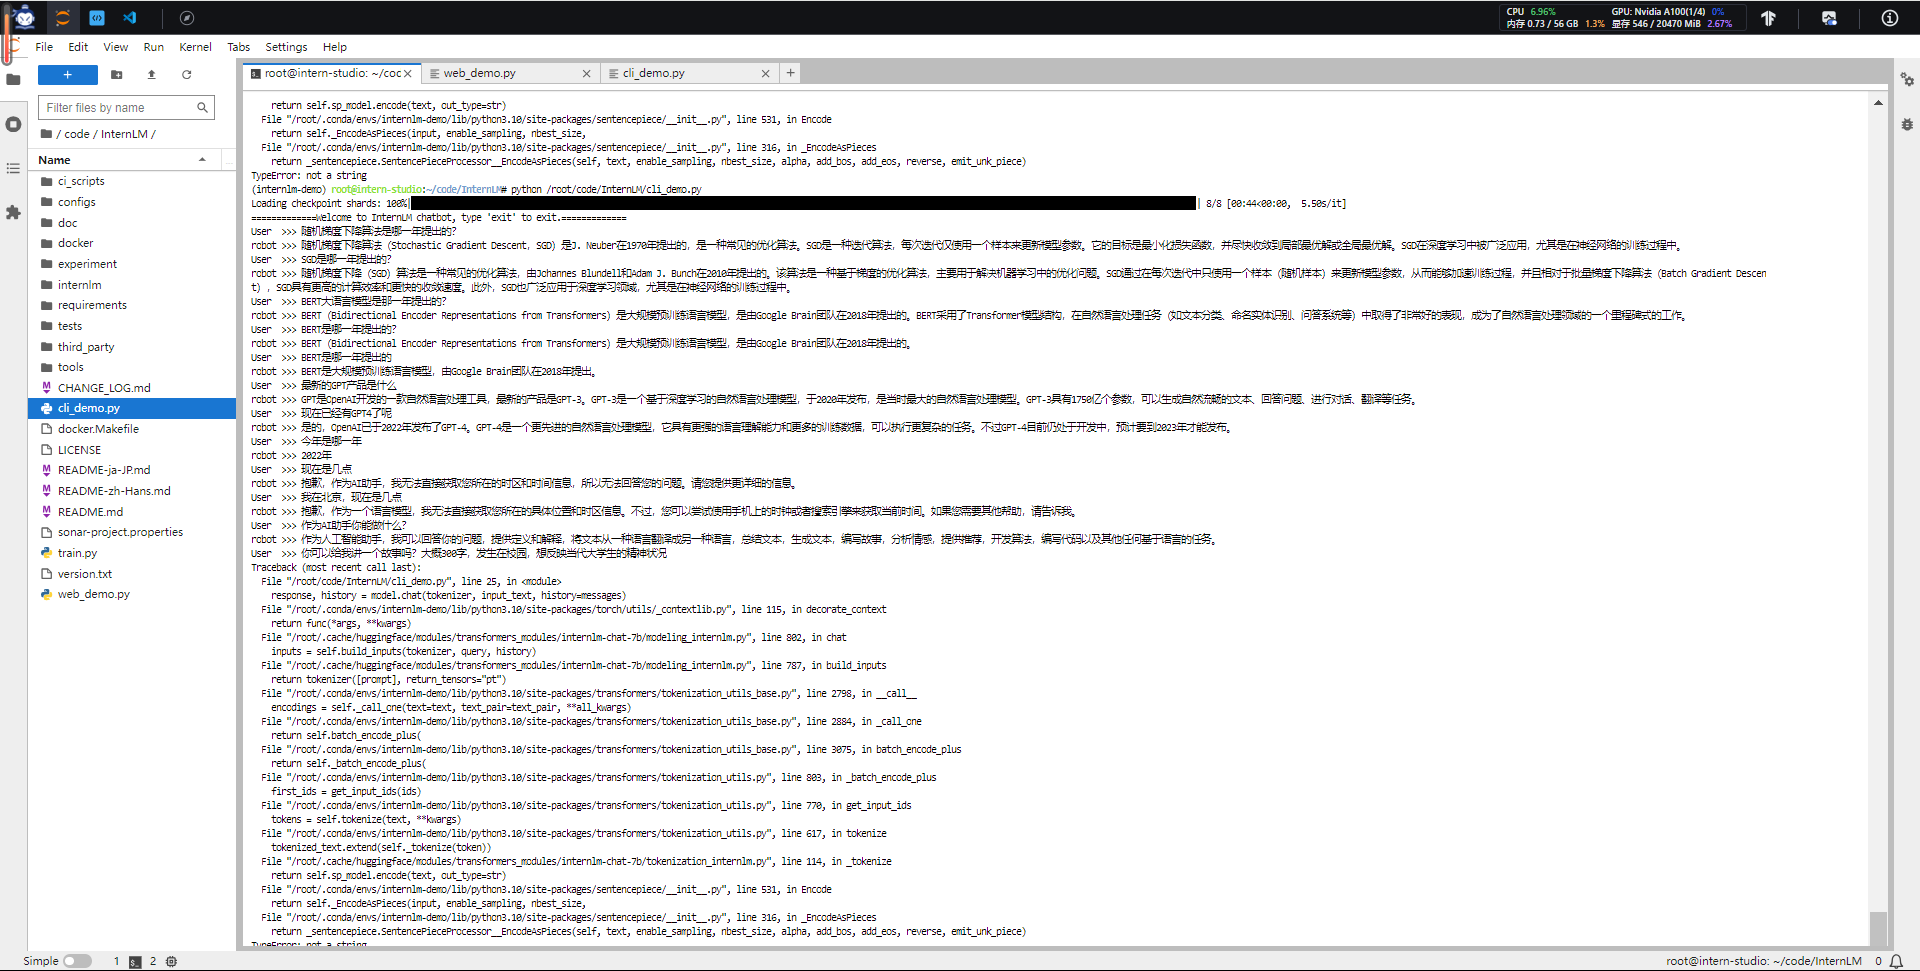 CPU 6.96% GPU: Nvidia A100(1/4) 0%
内存 0.73 / 56 GB 1.3% 显存 546 / 20470 MiB 2.67%
File Edit View Run Kernel Tabs Settings Help
root@intern-studio: ~/coc web_demo.py cli_demo.py
Filter files by name
/ code / InternLM /
Name
ci_scripts
configs
doc
docker
experiment
internlm
requirements
tests
third_party
tools
CHANGE_LOG.md
cli_demo.py
docker.Makefile
LICENSE
README-ja-JP.md
README-zh-Hans.md
README.md
sonar-project.properties
train.py
version.txt
web_demo.py
return self.sp_model.encode(text, out_type=str)
File "/root/.conda/envs/internlm-demo/lib/python3.10/site-packages/sentencepiece/__init__.py", line 531, in Encode
return self._EncodeAsPieces(input, enable_sampling, nbest_size,
File "/root/.conda/envs/internlm-demo/lib/python3.10/site-packages/sentencepiece/__init__.py", line 316, in _EncodeAsPieces
return _sentencepiece.SentencePieceProcessor__EncodeAsPieces(self, text, enable_sampling, nbest_size, alpha, add_bos, add_eos, reverse, emit_unk_piece)
TypeError: not a string
(internlm-demo) root@intern-studio:~/code/InternLM# python /root/code/InternLM/cli_demo.py
Loading checkpoint shards: 100%| | 8/8 [00:44<00:00, 5.50s/it]
=============Welcome to InternLM chatbot, type 'exit' to exit.=============
User >>> 随机梯度下降算法是哪一年提出的?
robot >>> 随机梯度下降算法（Stochastic Gradient Descent，SGD）是J. Neuber在1970年提出的，是一种常见的优化算法。SGD是一种迭代算法，每次迭代仅使用一个样本来更新模型参数。它的目标是最小化损失函数，并尽快收敛到局部最优解或全局最优解。SGD在深度学习中被广泛应用，尤其是在神经网络的训练过程中。
User >>> SGD是哪一年提出的?
robot >>> 随机梯度下降（SGD）算法是一种常见的优化算法，由Johannes Blundell和Adam J. Bunch在2010年提出的。该算法是一种基于梯度的优化算法，主要用于解决机器学习中的优化问题。SGD通过在每次迭代中只使用一个样本（随机样本）来更新模型参数，从而能够加速训练过程，并且相对于批量梯度下降算法（Batch Gradient Descen
t），SGD具有更高的计算效率和更快的收敛速度。此外，SGD也广泛应用于深度学习领域，尤其是在神经网络的训练过程中。
User >>> BERT大语言模型是那一年提出的?
robot >>> BERT（Bidirectional Encoder Representations from Transformers）是大规模预训练语言模型，是由Google Brain团队在2018年提出的。BERT采用了Transformer模型结构，在自然语言处理任务（如文本分类、命名实体识别、问答系统等）中取得了非常好的表现，成为了自然语言处理领域的一个里程碑式的工作。
User >>> BERT是哪一年提出的?
robot >>> BERT（Bidirectional Encoder Representations from Transformers）是大规模预训练语言模型，是由Google Brain团队在2018年提出的。
User >>> BERT是哪一年提出的
robot >>> BERT是大规模预训练语言模型，由Google Brain团队在2018年提出。
User >>> 最新的GPT产品是什么
robot >>> GPT是OpenAI开发的一款自然语言处理工具，最新的产品是GPT-3。GPT-3是一个基于深度学习的自然语言处理模型，于2020年发布，是当时最大的自然语言处理模型。GPT-3具有1750亿个参数，可以生成自然流畅的文本、回答问题、进行对话、翻译等任务。
User >>> 现在已经有GPT4了呢
robot >>> 是的，OpenAI已于2022年发布了GPT-4。GPT-4是一个更先进的自然语言处理模型，它具有更强的语言理解能力和更多的训练数据，可以执行更复杂的任务。不过GPT-4目前仍处于开发中，预计要到2023年才能发布。
User >>> 今年是哪一年
robot >>> 2022年
User >>> 现在是几点
robot >>> 抱歉，作为AI助手，我无法直接获取您所在的时区和时间信息，所以无法回答您的问题。请您提供更详细的信息。
User >>> 我在北京，现在是几点
robot >>> 抱歉，作为一个语言模型，我无法直接获取您所在的具体位置和时区信息。不过，您可以尝试使用手机上的时钟或者搜索引擎来获取当前时间。如果您需要其他帮助，请告诉我。
User >>> 作为AI助手你能做什么?
robot >>> 作为人工智能助手，我可以回答你的问题，提供定义和解释，将文本从一种语言翻译成另一种语言，总结文本，生成文本，编写故事，分析情感，提供推荐，开发算法，编写代码以及其他任何基于语言的任务。
User >>> 你可以给我讲一个故事吗? 大概300字，发生在校园，想反映当代大学生的精神状况
Traceback (most recent call last):
File "/root/code/InternLM/cli_demo.py", line 25, in <module>
response, history = model.chat(tokenizer, input_text, history=messages)
File "/root/.conda/envs/internlm-demo/lib/python3.10/site-packages/torch/utils/_contextlib.py", line 115, in decorate_context
return func(*args, **kwargs)
File "/root/.cache/huggingface/modules/transformers_modules/internlm-chat-7b/modeling_internlm.py", line 802, in chat
inputs = self.build_inputs(tokenizer, query, history)
File "/root/.cache/huggingface/modules/transformers_modules/internlm-chat-7b/modeling_internlm.py", line 787, in build_inputs
return tokenizer([prompt], return_tensors="pt")
File "/root/.conda/envs/internlm-demo/lib/python3.10/site-packages/transformers/tokenization_utils_base.py", line 2798, in __call__
encodings = self._call_one(text=text, text_pair=text_pair, **all_kwargs)
File "/root/.conda/envs/internlm-demo/lib/python3.10/site-packages/transformers/tokenization_utils_base.py", line 2884, in _call_one
return self.batch_encode_plus(
File "/root/.conda/envs/internlm-demo/lib/python3.10/site-packages/transformers/tokenization_utils_base.py", line 3075, in batch_encode_plus
return self._batch_encode_plus(
File "/root/.conda/envs/internlm-demo/lib/python3.10/site-packages/transformers/tokenization_utils.py", line 803, in _batch_encode_plus
first_ids = get_input_ids(ids)
File "/root/.conda/envs/internlm-demo/lib/python3.10/site-packages/transformers/tokenization_utils.py", line 770, in get_input_ids
tokens = self.tokenize(text, **kwargs)
File "/root/.conda/envs/internlm-demo/lib/python3.10/site-packages/transformers/tokenization_utils.py", line 617, in tokenize
tokenized_text.extend(self._tokenize(token))
File "/root/.cache/huggingface/modules/transformers_modules/internlm-chat-7b/tokenization_internlm.py", line 114, in _tokenize
return self.sp_model.encode(text, out_type=str)
File "/root/.conda/envs/internlm-demo/lib/python3.10/site-packages/sentencepiece/__init__.py", line 531, in Encode
return self._EncodeAsPieces(input, enable_sampling, nbest_size,
File "/root/.conda/envs/internlm-demo/lib/python3.10/site-packages/sentencepiece/__init__.py", line 316, in _EncodeAsPieces
return _sentencepiece.SentencePieceProcessor__EncodeAsPieces(self, text, enable_sampling, nbest_size, alpha, add_bos, add_eos, reverse, emit_unk_piece)
TypeError: not a string
Simple 1 2 root@intern-studio: ~/code/InternLM 0